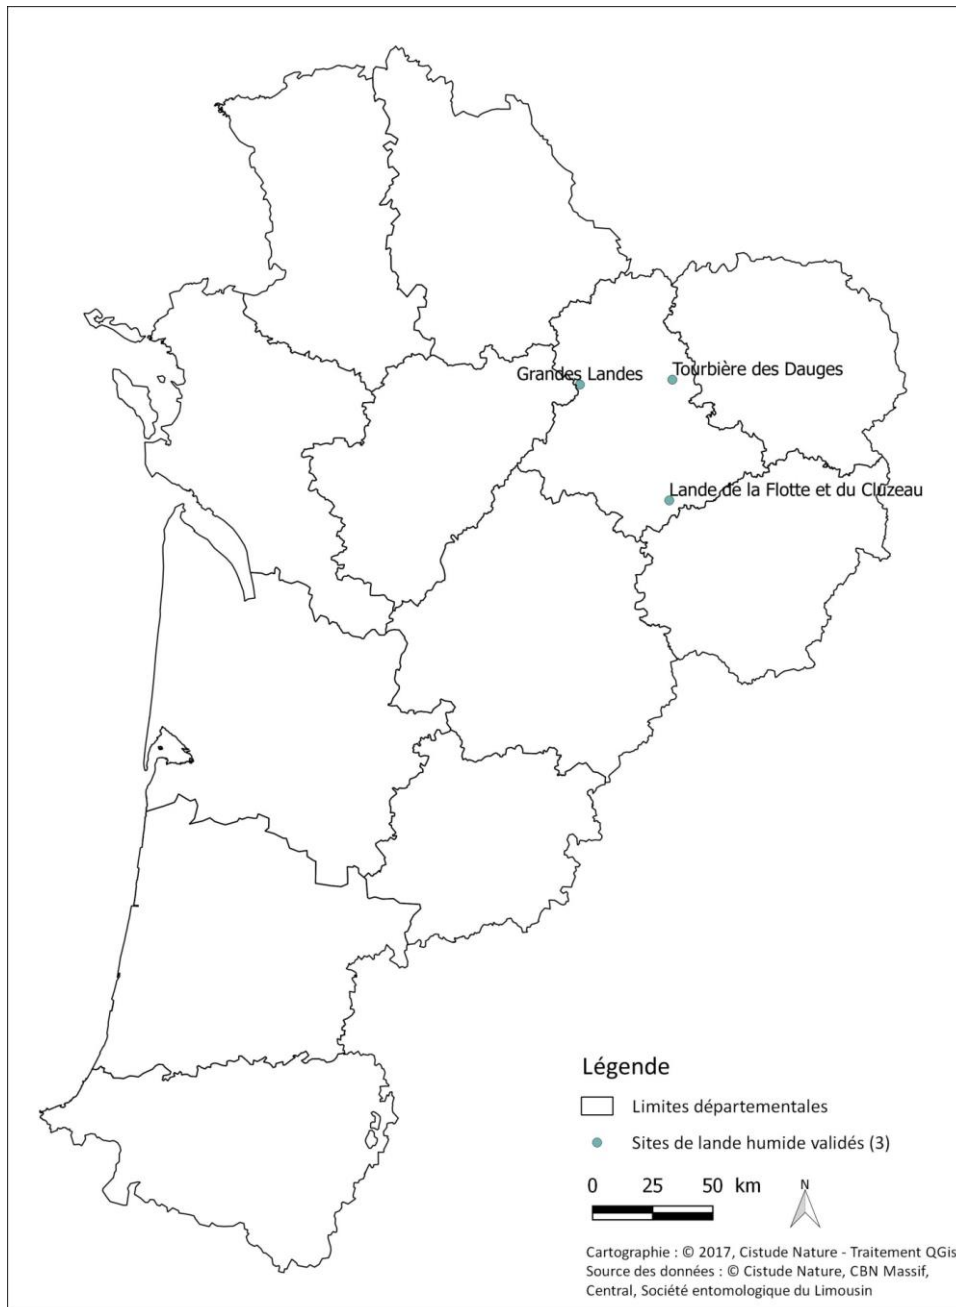 Grandes Landes
Tourbière des Dauges
Lande de la Flotte et du Cluzeau
Légende
Limites départementales
Sites de lande humide validés (3)
0 25 50 km
N
Cartographie : © 2017, Cistude Nature - Traitement QGis
Source des données : © Cistude Nature, CBN Massif,
Central, Société entomologique du Limousin